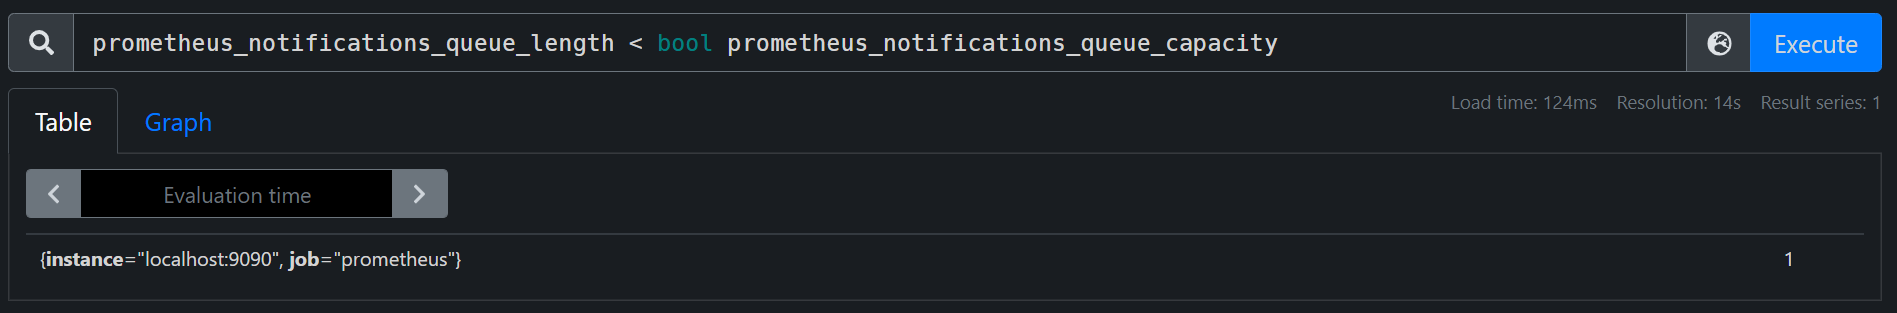 prometheus_notifications_queue_length < bool prometheus_notifications_queue_capacity
Execute
Table
Graph
Load time: 124ms Resolution: 14s Result series: 1
Evaluation time
{instance="localhost:9090", job="prometheus"} 1